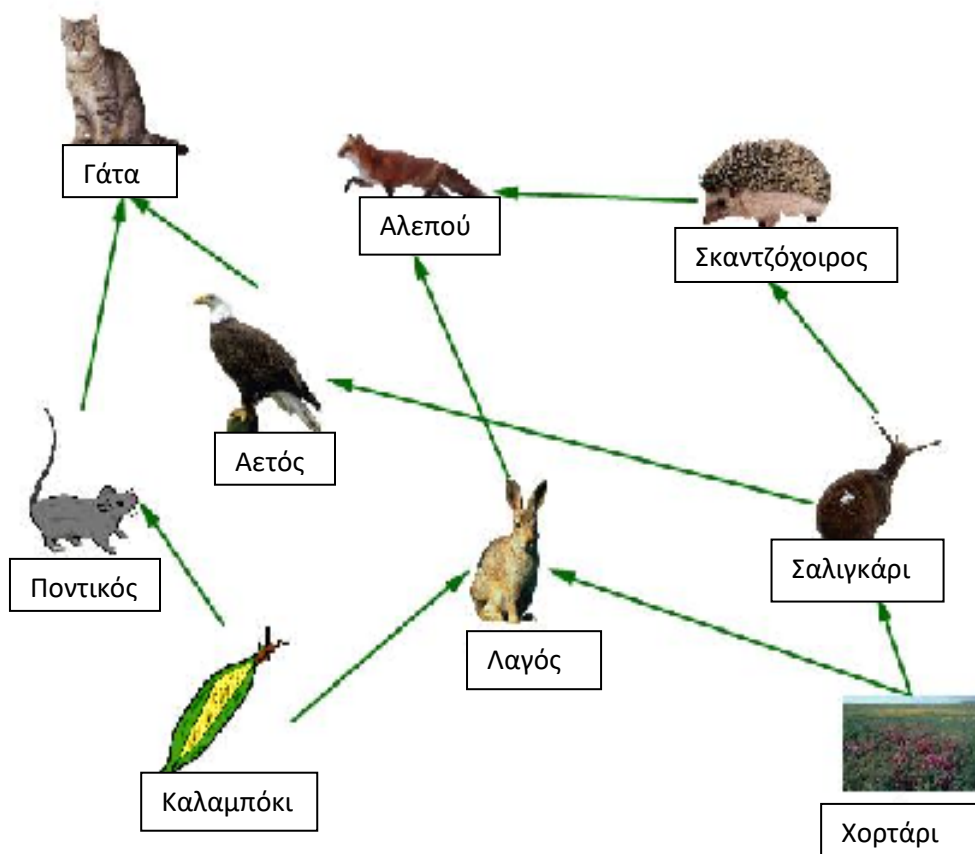 Γάτα
Αλεπού
Σκαντζόχοιρος
Αετός
Ποντικός
Σαλιγκάρι
Λαγός
Καλαμπόκι
Χορτάρι